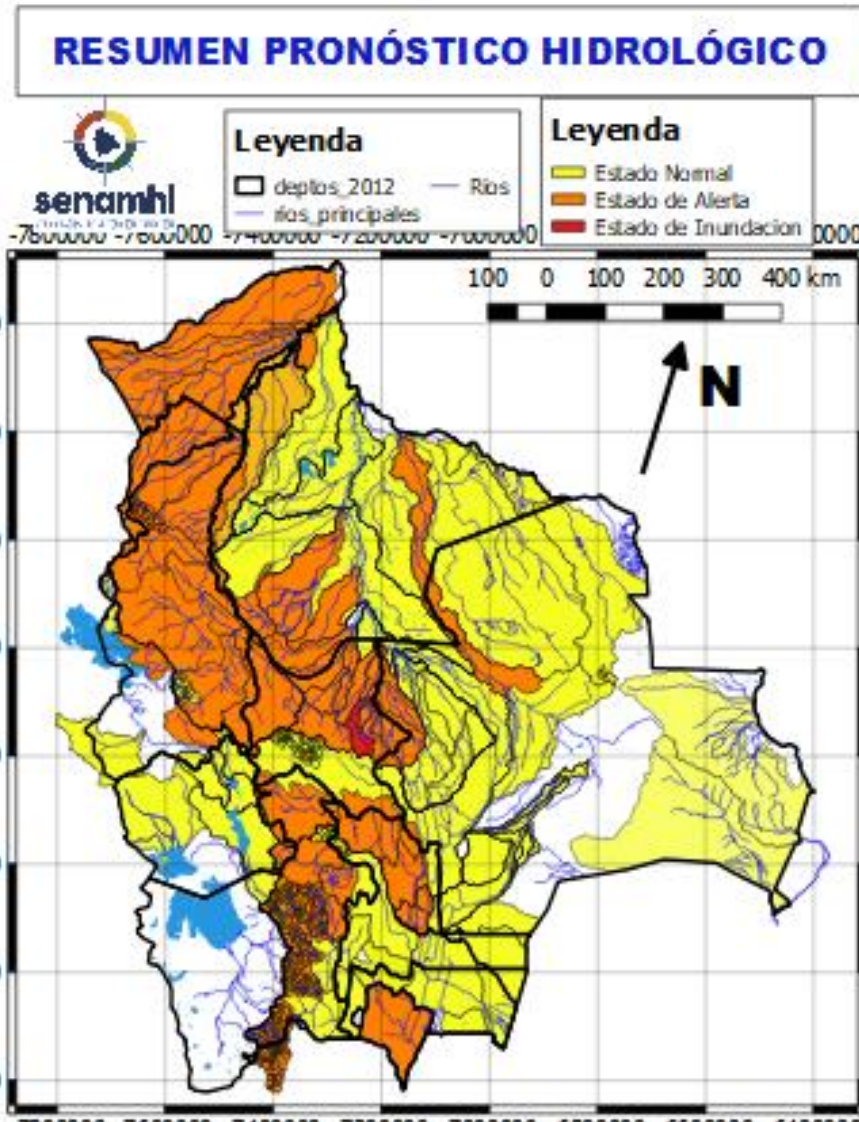 RESUMEN PRONÓSTICO HIDROLÓGICO
senamhi
Leyenda
deptos_2012
Rios
rios_principales
Leyenda
Estado Normal
Estado de Alerta
Estado de Inundacion
-7800000 -7600000 -7400000 -7200000 -7000000
100 0 100 200 300 400 km
N